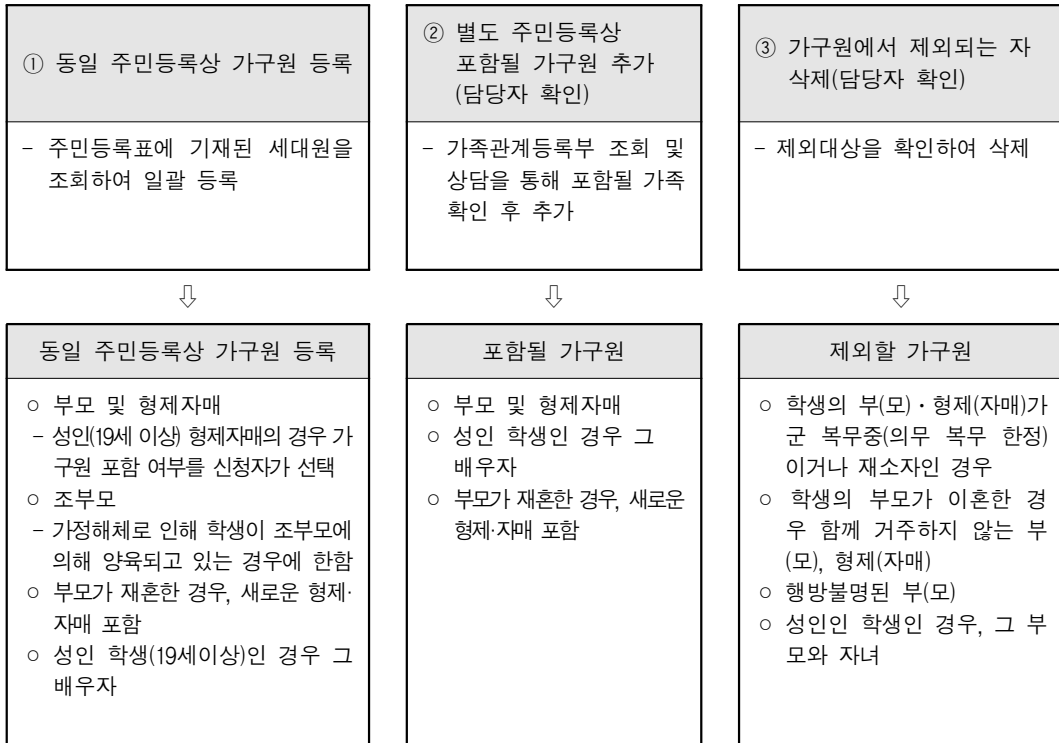 ① 동일 주민등록상 가구원 등록
- 주민등록표에 기재된 세대원을
조회하여 일괄 등록
② 별도 주민등록상
포함될 가구원 추가
(담당자 확인)
- 가족관계등록부 조회 및
상담을 통해 포함될 가족
확인 후 추가
③ 가구원에서 제외되는 자
삭제(담당자 확인)
- 제외대상을 확인하여 삭제
⇩
⇩
⇩
동일 주민등록상 가구원 등록
○ 부모 및 형제자매
- 성인(19세 이상) 형제자매의 경우 가
구원 포함 여부를 신청자가 선택
○ 조부모
- 가정해체로 인해 학생이 조부모에
의해 양육되고 있는 경우에 한함
○ 부모가 재혼한 경우, 새로운 형제·
자매 포함
○ 성인 학생(19세이상)인 경우 그
배우자
포함될 가구원
○ 부모 및 형제자매
○ 성인 학생인 경우 그
배우자
○ 부모가 재혼한 경우, 새로운
형제·자매 포함
제외할 가구원
○ 학생의 부(모)·형제(자매)가
군 복무중(의무 복무 한정)
이거나 재소자인 경우
○ 학생의 부모가 이혼한 경
우 함께 거주하지 않는 부
(모), 형제(자매)
○ 행방불명된 부(모)
○ 성인인 학생인 경우, 그 부
모와 자녀